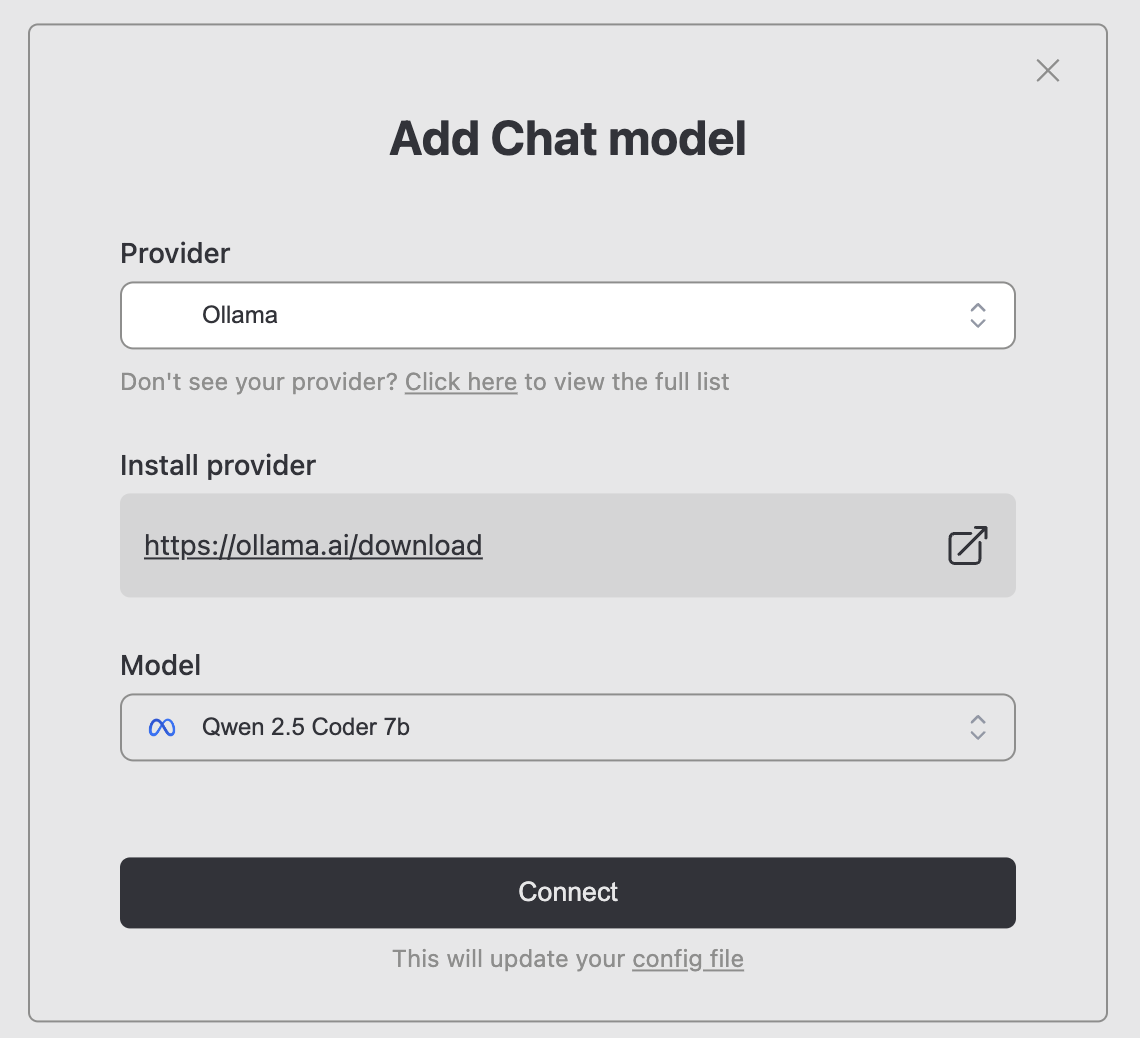 Add Chat model
Provider
Ollama
Don't see your provider? Click here to view the full list
Install provider
https://ollama.ai/download
Model
Qwen 2.5 Coder 7b
Connect
This will update your config file